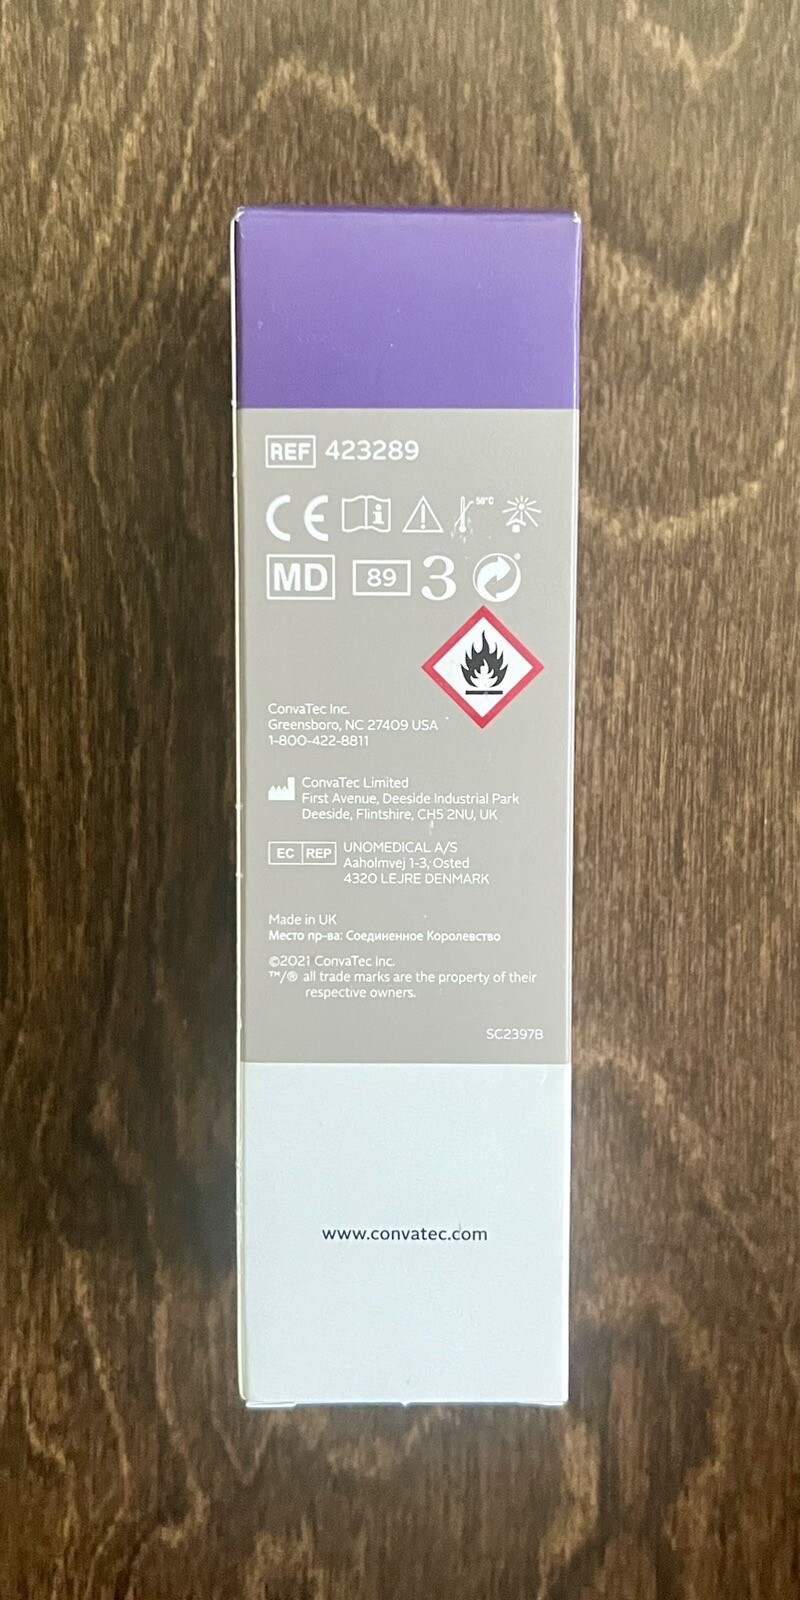 REF 423289
CE 50°C
MD 89 3
ConvaTec Inc.
Greensboro, NC 27409 USA
1-800-422-8811
ConvaTec Limited
First Avenue, Deeside Industrial Park
Deeside, Flintshire, CH5 2NU, UK
EC REP UNOMEDICAL A/S
Aaholmvej 1-3, Osted
4320 LEJRE DENMARK
Made in UK
Место пр-ва: Соединенное Королевство
©2021 ConvaTec Inc.
™/® all trade marks are the property of their
respective owners.
SC2397B
www.convatec.com